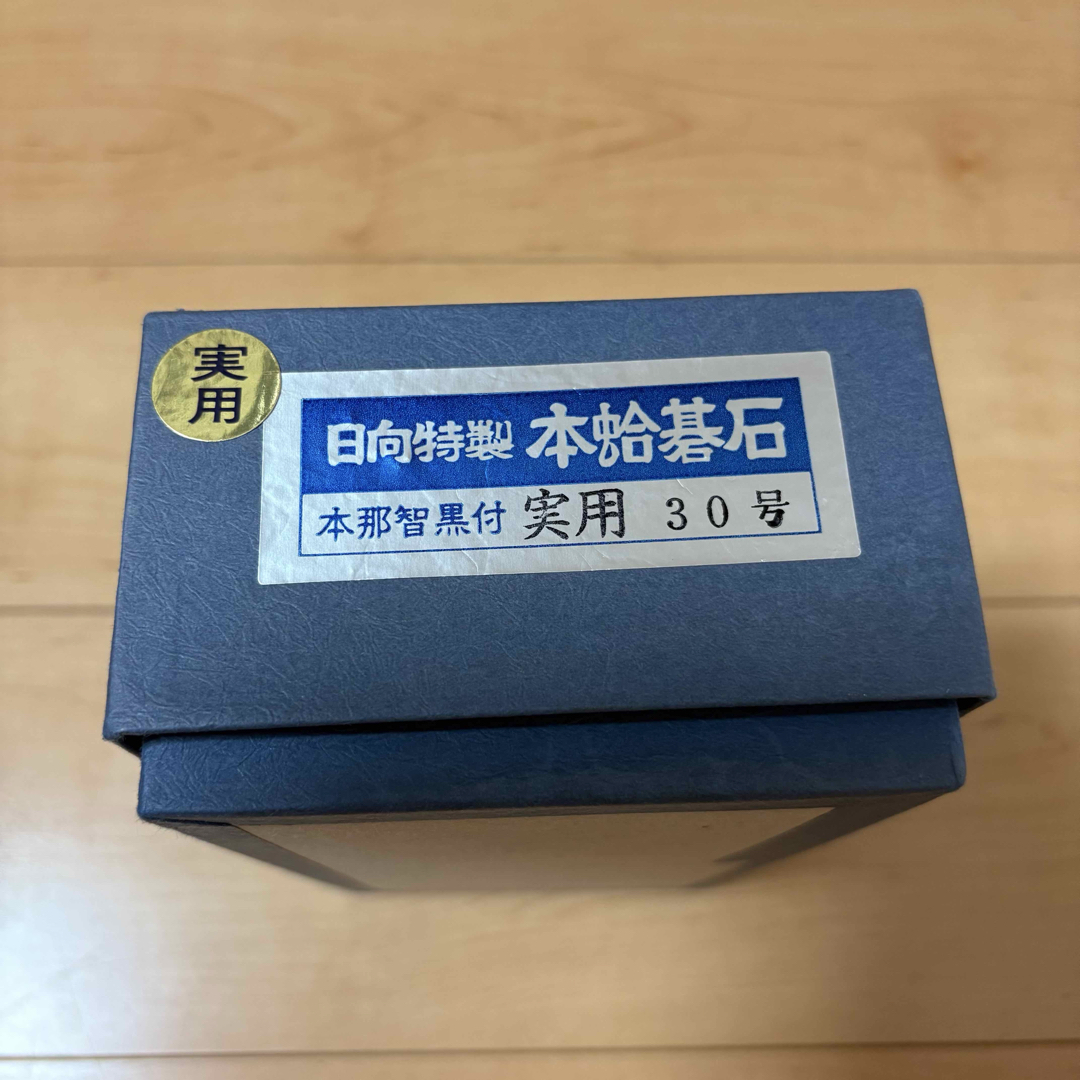 実用
日向特製 本蛤碁石
本那智黒付 実用 30号